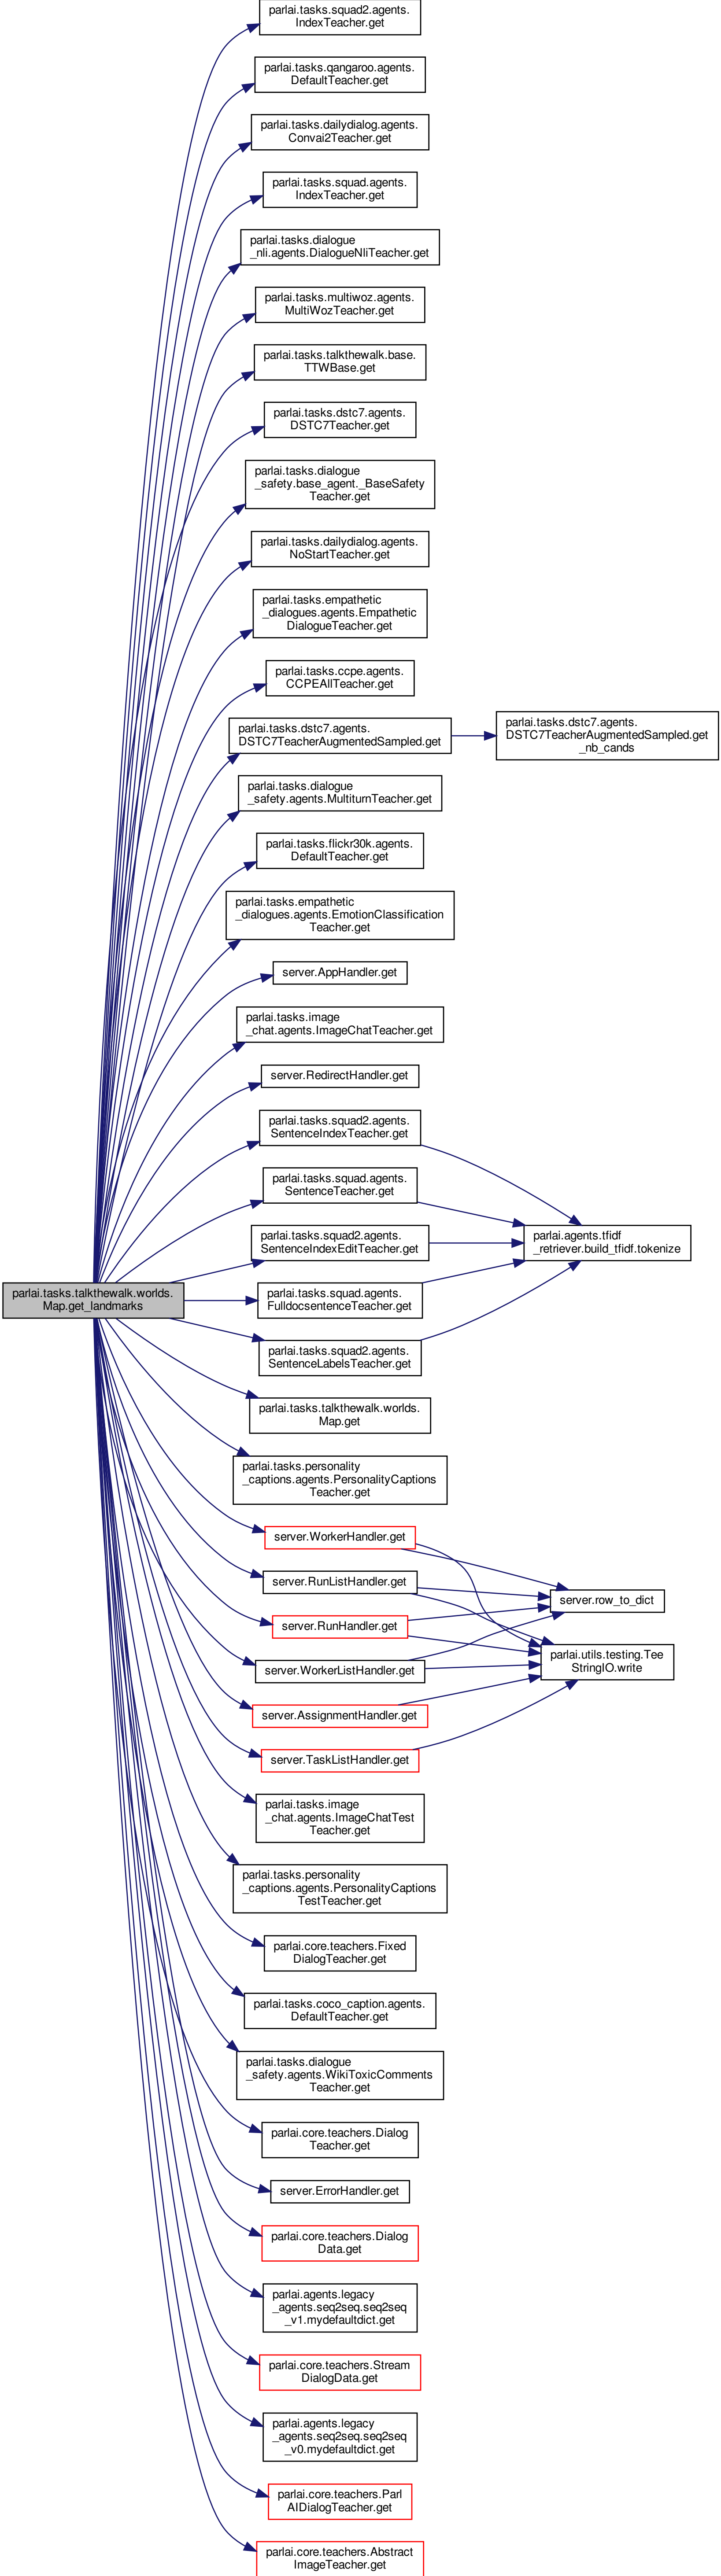 parlai.tasks.squad2.agents.
IndexTeacher.get
parlai.tasks.qangaroo.agents.
DefaultTeacher.get
parlai.tasks.dailydialog.agents.
Convai2Teacher.get
parlai.tasks.squad.agents.
IndexTeacher.get
parlai.tasks.dialogue
_nli.agents.DialogueNliTeacher.get
parlai.tasks.multiwoz.agents.
MultiWozTeacher.get
parlai.tasks.talkthewalk.base.
TTWBase.get
parlai.tasks.dstc7.agents.
DSTC7Teacher.get
parlai.tasks.dialogue
_safety.base_agent._BaseSafety
Teacher.get
parlai.tasks.dailydialog.agents.
NoStartTeacher.get
parlai.tasks.empathetic
_dialogues.agents.Empathetic
DialogueTeacher.get
parlai.tasks.ccpe.agents.
CCPEAllTeacher.get
parlai.tasks.dstc7.agents.
DSTC7TeacherAugmentedSampled.get
parlai.tasks.dstc7.agents.
DSTC7TeacherAugmentedSampled.get
_nb_cands
parlai.tasks.dialogue
_safety.agents.MultiturnTeacher.get
parlai.tasks.flickr30k.agents.
DefaultTeacher.get
parlai.tasks.empathetic
_dialogues.agents.EmotionClassification
Teacher.get
server.AppHandler.get
parlai.tasks.image
_chat.agents.ImageChatTeacher.get
server.RedirectHandler.get
parlai.tasks.squad2.agents.
SentenceIndexTeacher.get
parlai.tasks.squad.agents.
SentenceTeacher.get
parlai.tasks.squad2.agents.
SentenceIndexEditTeacher.get
parlai.agents.tfidf
_retriever.build_tfidf.tokenize
parlai.tasks.talkthewalk.worlds.
Map.get_landmarks
parlai.tasks.squad.agents.
FulldocsentenceTeacher.get
parlai.tasks.squad2.agents.
SentenceLabelsTeacher.get
parlai.tasks.talkthewalk.worlds.
Map.get
parlai.tasks.personality
_captions.agents.PersonalityCaptions
Teacher.get
server.WorkerHandler.get
server.RunListHandler.get
server.row_to_dict
server.RunHandler.get
server.WorkerListHandler.get
parlai.utils.testing.Tee
StringIO.write
server.AssignmentHandler.get
server.TaskListHandler.get
parlai.tasks.image
_chat.agents.ImageChatTest
Teacher.get
parlai.tasks.personality
_captions.agents.PersonalityCaptions
TestTeacher.get
parlai.core.teachers.Fixed
DialogTeacher.get
parlai.tasks.coco_caption.agents.
DefaultTeacher.get
parlai.tasks.dialogue
_safety.agents.WikiToxicComments
Teacher.get
parlai.core.teachers.Dialog
Teacher.get
server.ErrorHandler.get
parlai.core.teachers.Dialog
Data.get
parlai.agents.legacy
_agents.seq2seq.seq2seq
_v1.mydefaultdict.get
parlai.core.teachers.Stream
DialogData.get
parlai.agents.legacy
_agents.seq2seq.seq2seq
_v0.mydefaultdict.get
parlai.core.teachers.Parl
AIDialogTeacher.get
parlai.core.teachers.Abstract
ImageTeacher.get